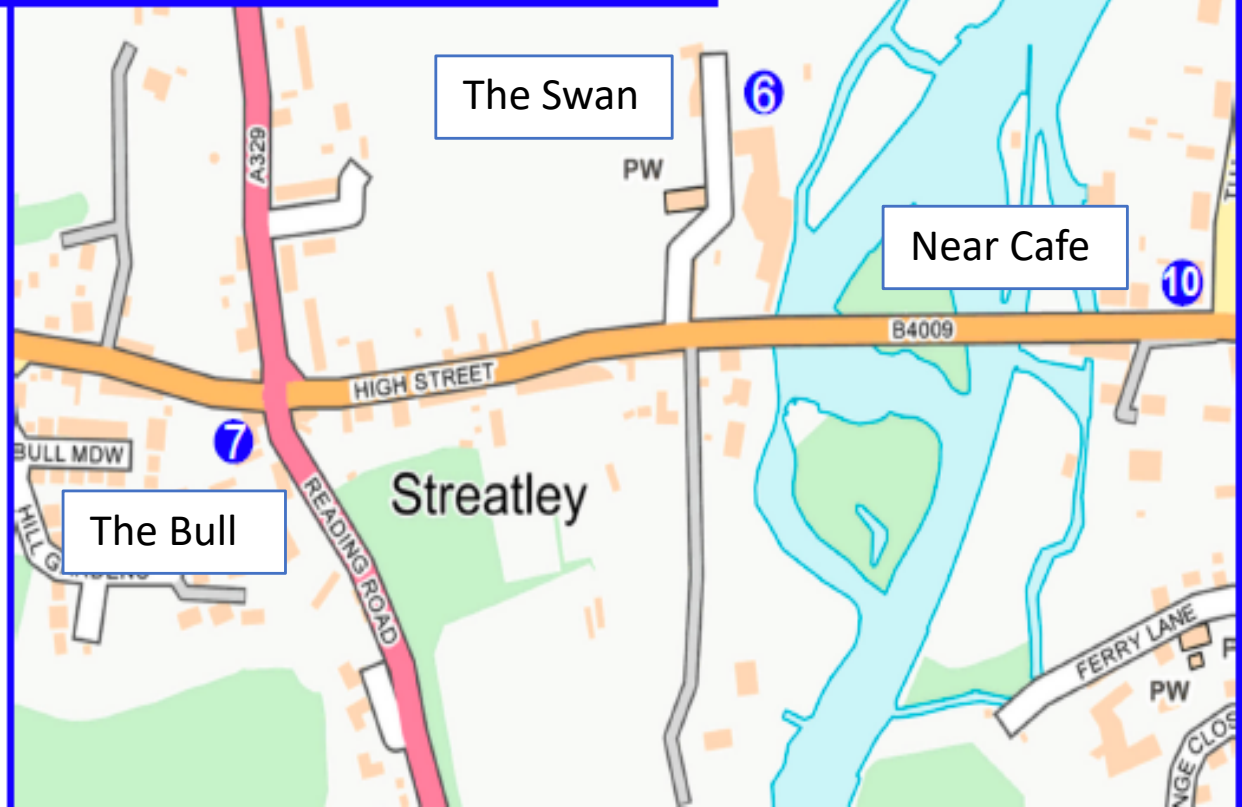 The Swan
6
A329
PW
Near Cafe
10
B4009
HIGH STREET
7
BULL MDW
Streatley
The Bull
HILL
READING ROAD
FERRY LANE
PW